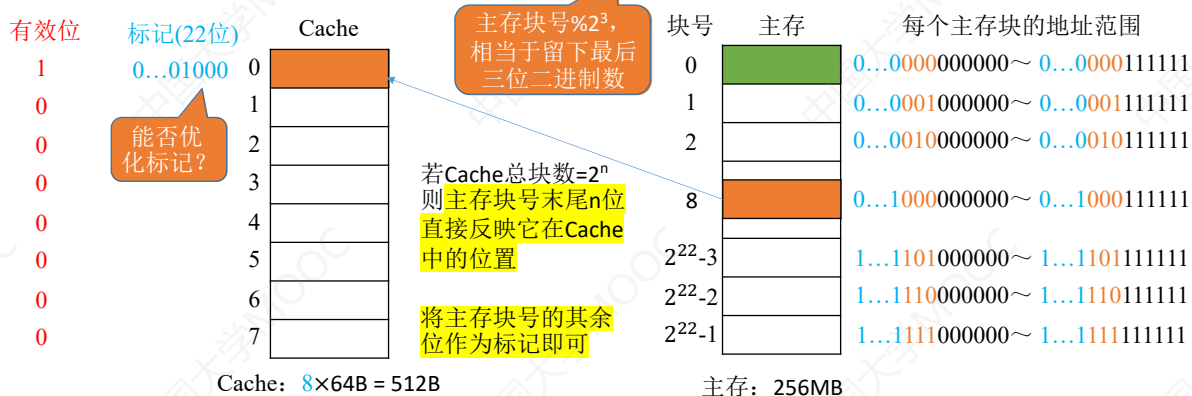 有效位
标记(22位)
Cache
主存块号%2³，
相当于留下最后
三位二进制数
块号
主存
每个主存块的地址范围
1
0…01000
0
0
0…0000000000～ 0…0000111111
0
1
1
0…0001000000～ 0…0001111111
能否优
化标记？
0
2
2
0…0010000000～ 0…0010111111
若Cache总块数=2ⁿ
则主存块号末尾n位
直接反映它在Cache
中的位置
0
3
8
0…1000000000～ 0…1000111111
0
4
0
5
2²²-3
1…1101000000～ 1…1101111111
0
6
2²²-2
1…1110000000～ 1…1110111111
将主存块号的其余
位作为标记即可
0
7
2²²-1
1…1111000000～ 1…1111111111
Cache：8×64B = 512B
主存：256MB